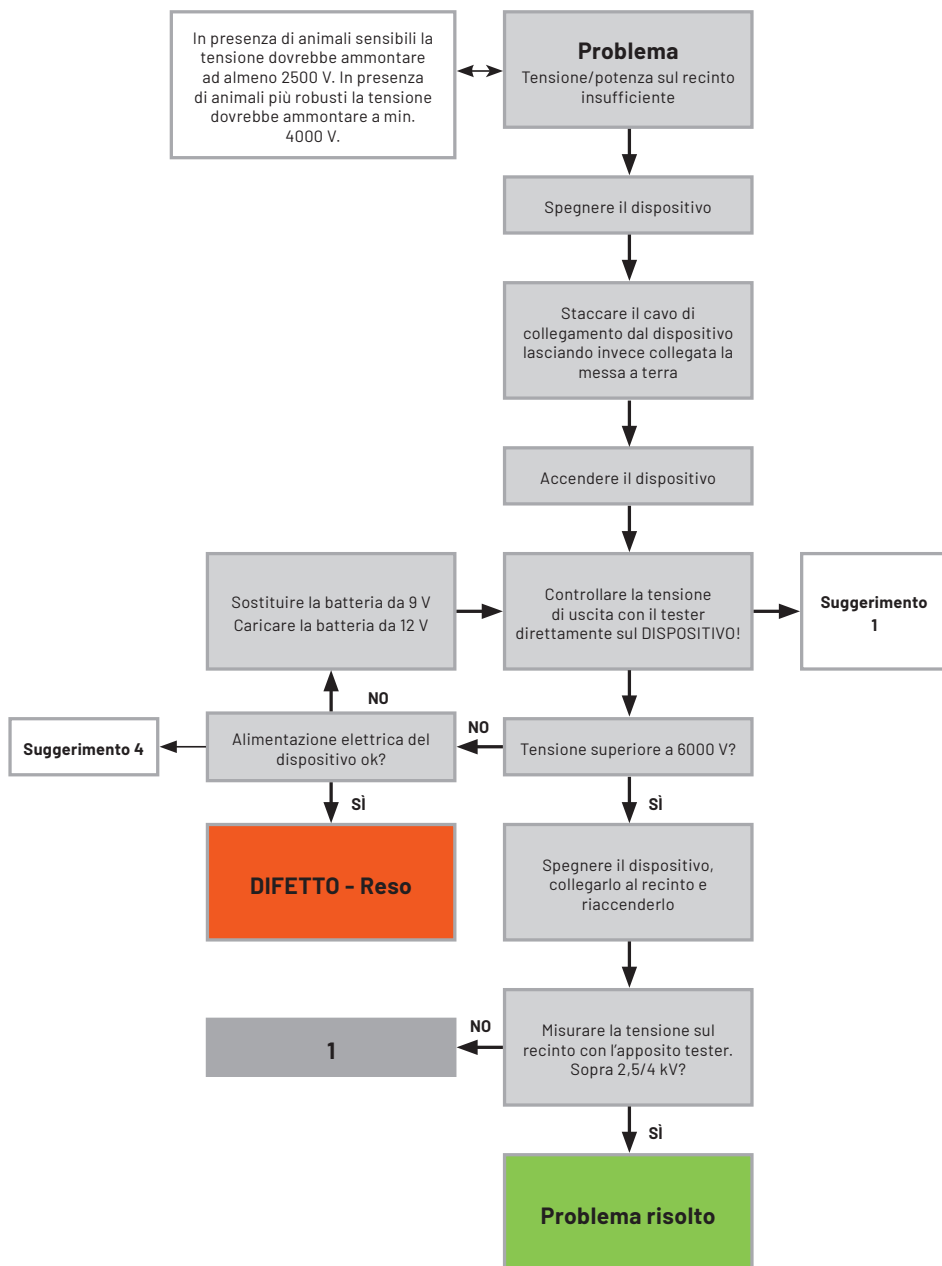 In presenza di animali sensibili la
tensione dovrebbe ammontare
ad almeno 2500 V. In presenza
di animali più robusti la tensione
dovrebbe ammontare a min.
4000 V.
Problema
Tensione/potenza sul recinto
insufficiente
Spegnere il dispositivo
Staccare il cavo di
collegamento dal dispositivo
lasciando invece collegata la
messa a terra
Accendere il dispositivo
Sostituire la batteria da 9 V
Caricare la batteria da 12 V
Controllare la tensione
di uscita con il tester
direttamente sul DISPOSITIVO!
Suggerimento
1
NO
Suggerimento 4
Alimentazione elettrica del
dispositivo ok?
NO
Tensione superiore a 6000 V?
SÌ
SÌ
DIFETTO - Reso
Spegnere il dispositivo,
collegarlo al recinto e
riaccenderlo
1
NO
Misurare la tensione sul
recinto con l'apposito tester.
Sopra 2,5/4 kV?
SÌ
Problema risolto